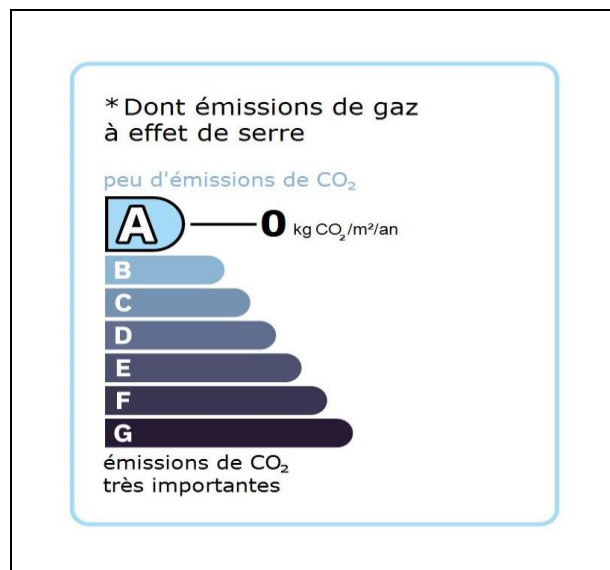 *Dont émissions de gaz
à effet de serre
peu d'émissions de CO₂
A 0 kg CO₂/m²/an
B
C
D
E
F
G
émissions de CO₂
très importantes